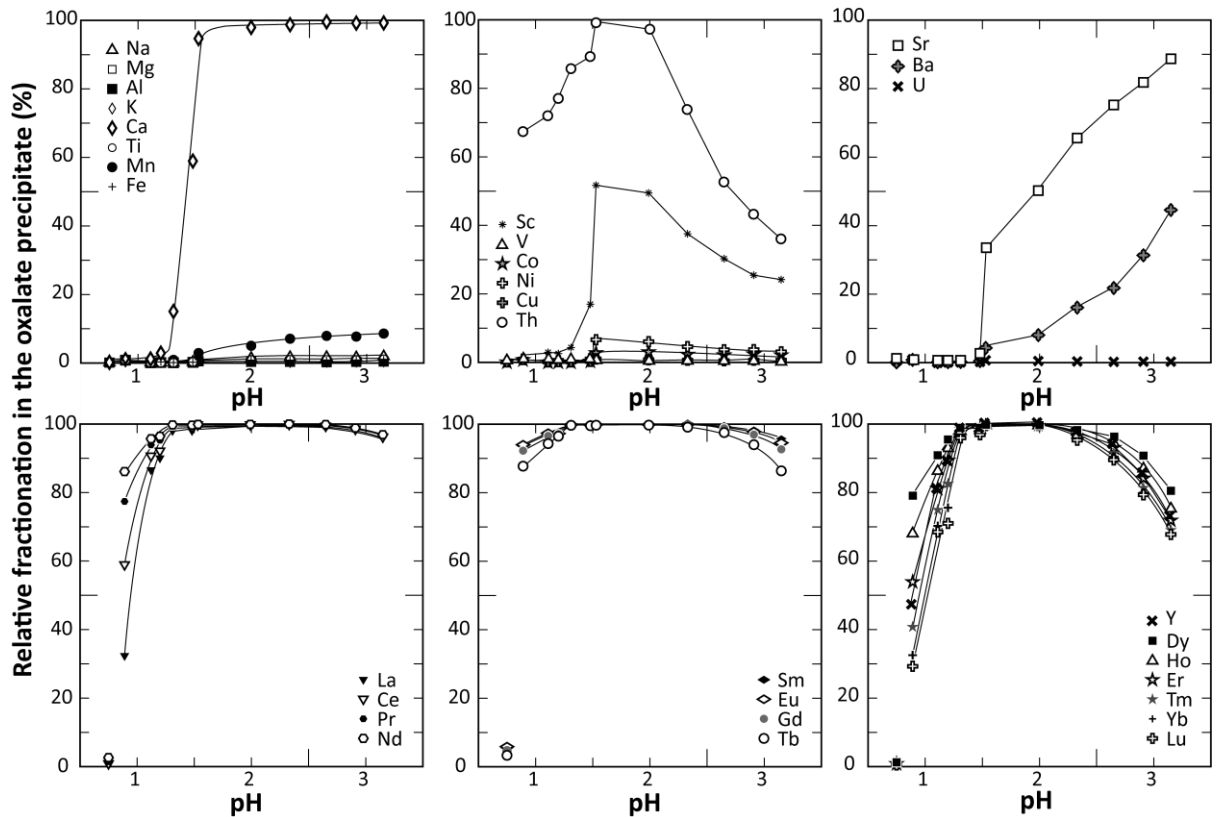 Relative fractionation in the oxalate precipitate (%)
100
80
60
40
20
0
Na
Mg
Al
K
Ca
Ti
Mn
Fe
1
2
3
pH
100
80
60
40
20
0
Sc
V
Co
Ni
Cu
Th
1
2
3
pH
100
80
60
40
20
0
Sr
Ba
U
1
2
3
pH
100
80
60
40
20
0
La
Ce
Pr
Nd
1
2
3
pH
100
80
60
40
20
0
Sm
Eu
Gd
Tb
1
2
3
pH
100
80
60
40
20
0
Y
Dy
Ho
Er
Tm
Yb
Lu
1
2
3
pH